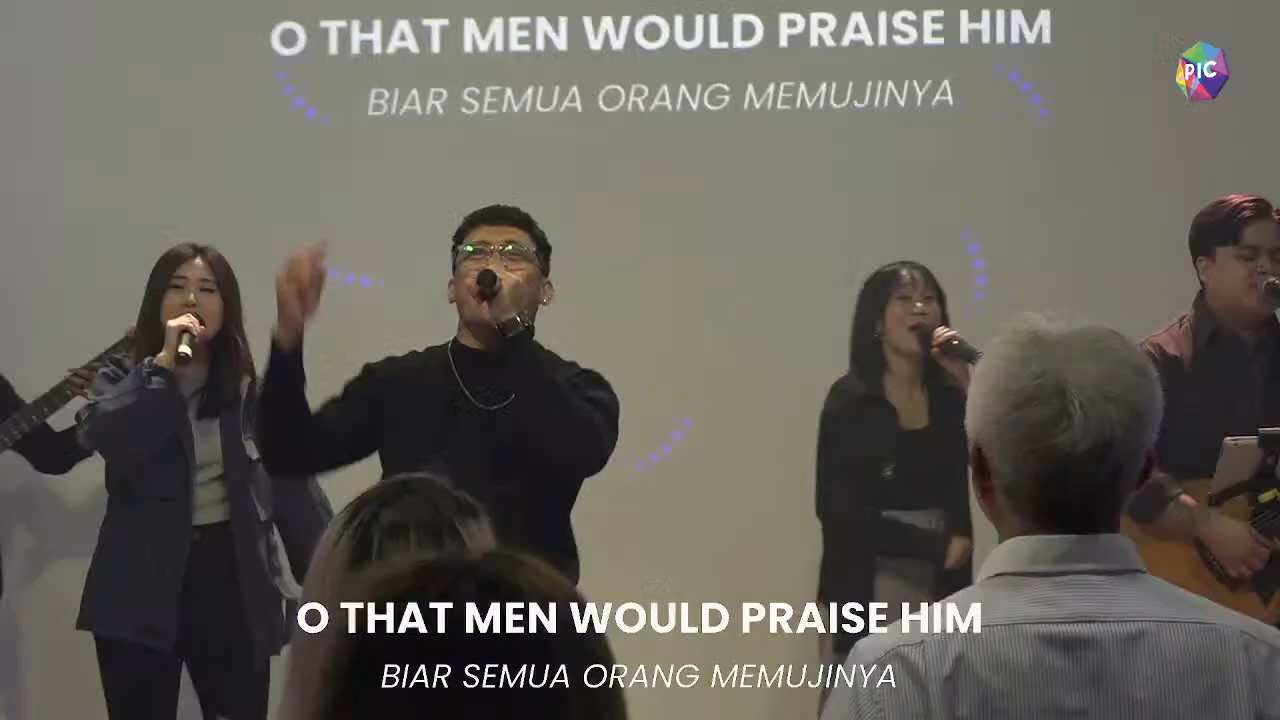 O THAT MEN WOULD PRAISE HIM
BIAR SEMUA ORANG MEMUJINYA
PIC
O THAT MEN WOULD PRAISE HIM
BIAR SEMUA ORANG MEMUJINYA